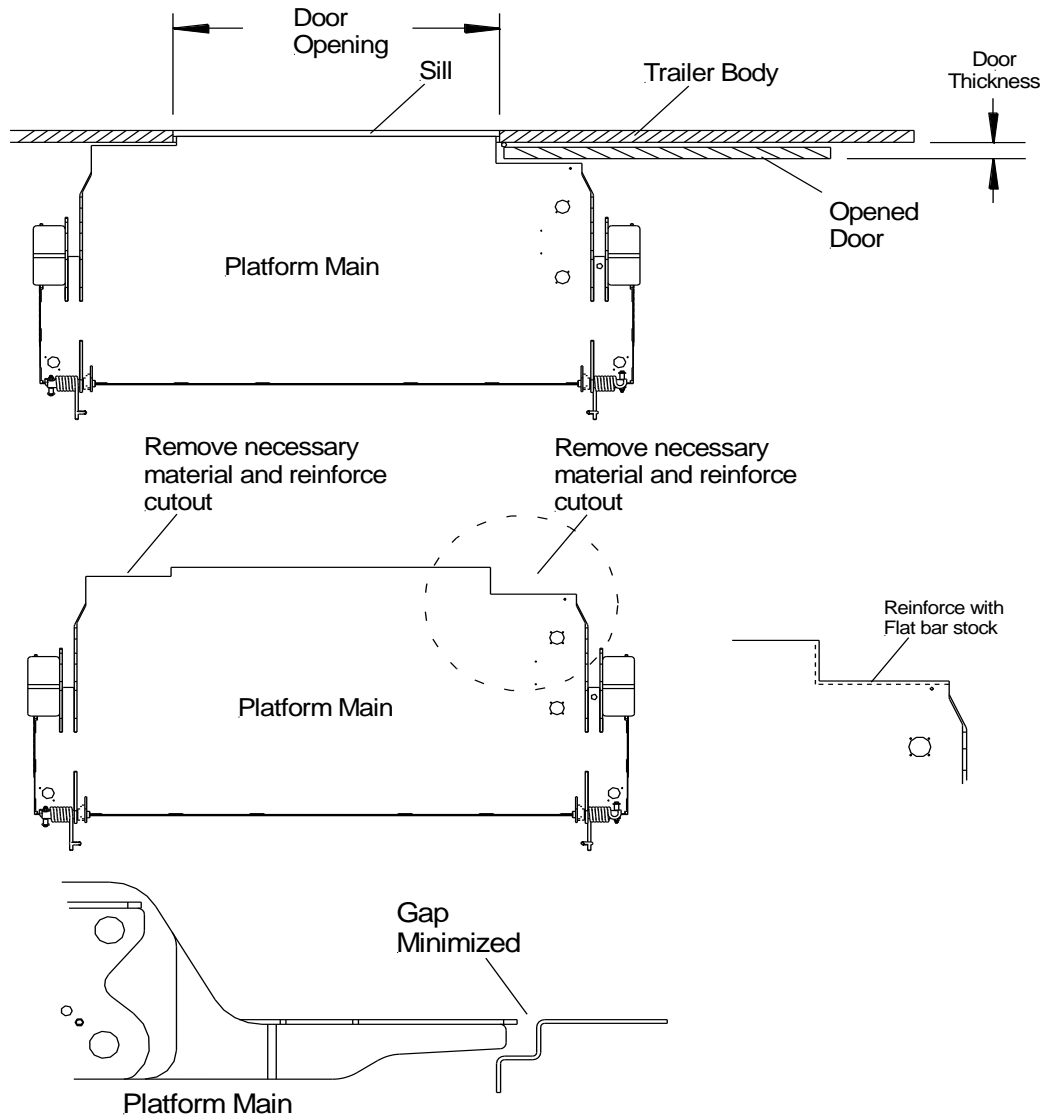 Door
Opening
Sill
Trailer Body
Door
Thickness
Opened
Door
Platform Main
Remove necessary
material and reinforce
cutout
Remove necessary
material and reinforce
cutout
Reinforce with
Flat bar stock
Platform Main
Gap
Minimized
Platform Main